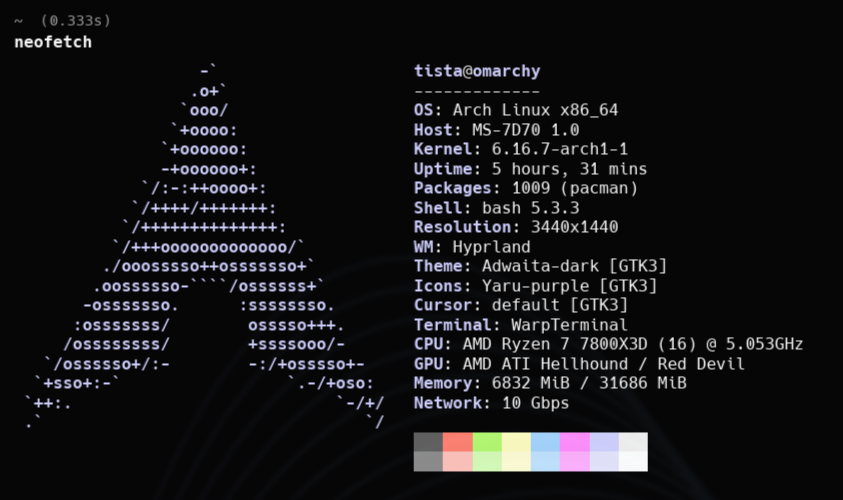 ~ (0.333s)
neofetch
-`
.o+`
`ooo/
`+oooo:
`+oooooo:
-+oooooo+:
`/:-:++oooo+:
`/++++/+++++++:
`/++++++++++++++:
`/+++ooooooooooooo/`
./ooosssso++osssssso+`
.oossssso-````/ossssss+`
-osssssso. :ssssssso.
:osssssss/ osssso+++.
/ossssssss/ +ssssooo/-
`/ossssso+/:- -:/+osssso+-
`+sso+:-` `.-/+oso:
`++:. `-/+/
.` `/
tista@omarchy
-------------
OS: Arch Linux x86_64
Host: MS-7D70 1.0
Kernel: 6.16.7-arch1-1
Uptime: 5 hours, 31 mins
Packages: 1009 (pacman)
Shell: bash 5.3.3
Resolution: 3440x1440
WM: Hyprland
Theme: Adwaita-dark [GTK3]
Icons: Yaru-purple [GTK3]
Cursor: default [GTK3]
Terminal: WarpTerminal
CPU: AMD Ryzen 7 7800X3D (16) @ 5.053GHz
GPU: AMD ATI Hellhound / Red Devil
Memory: 6832 MiB / 31686 MiB
Network: 10 Gbps